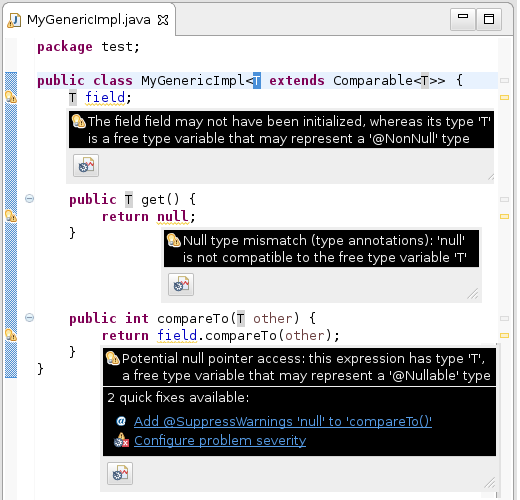 MyGenericImpl.java
package test;
public class MyGenericImpl<T extends Comparable<T>> {
T field;
The field field may not have been initialized, whereas its type 'T'
is a free type variable that may represent a '@NonNull' type
public T get() {
return null;
}
Null type mismatch (type annotations): 'null'
is not compatible to the free type variable 'T'
public int compareTo(T other) {
return field.compareTo(other);
}
}
Potential null pointer access: this expression has type 'T',
a free type variable that may represent a '@Nullable' type
2 quick fixes available:
@ Add @SuppressWarnings 'null' to 'compareTo()'
Configure problem severity